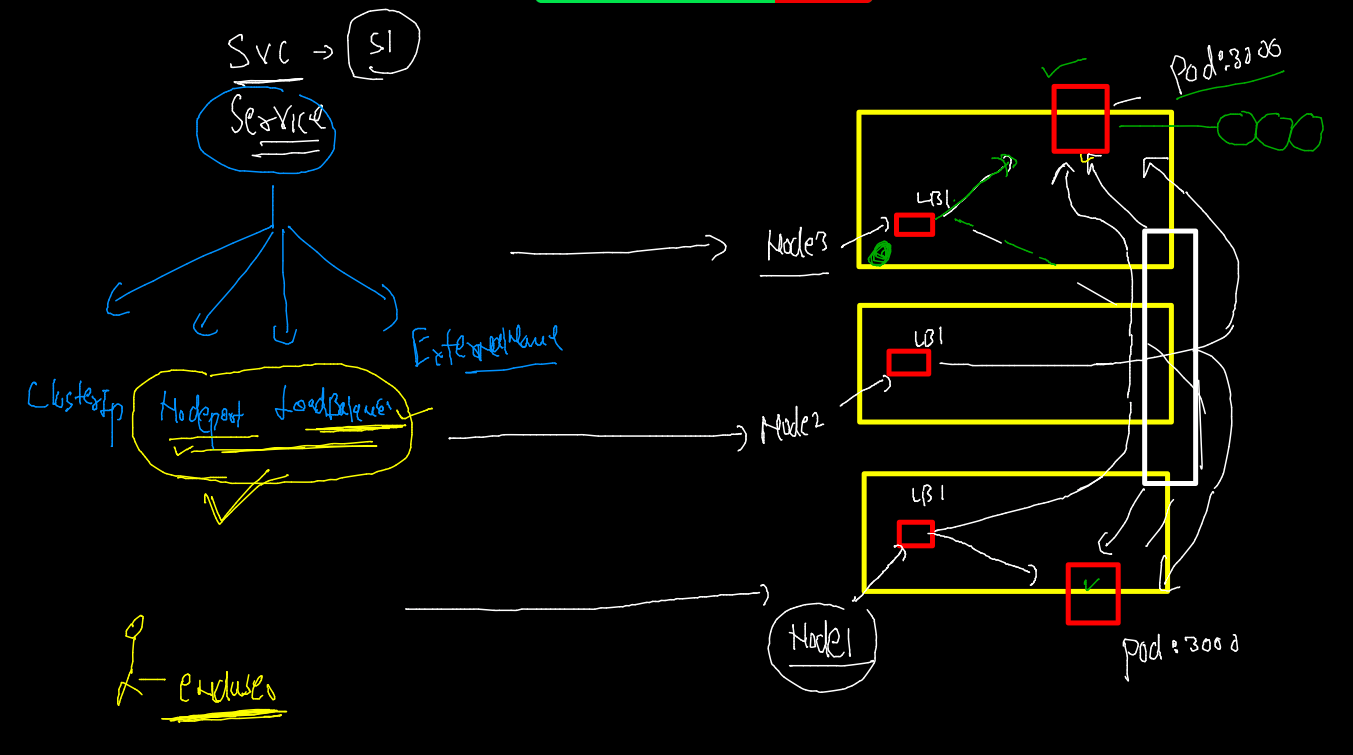 Svc → S1
Service
ExternalName
ClusterIp
Nodeport
LoadBalancer
enduser
pod:3000
LB1
Node3
LB1
Node2
LB1
Node1
pod:3000